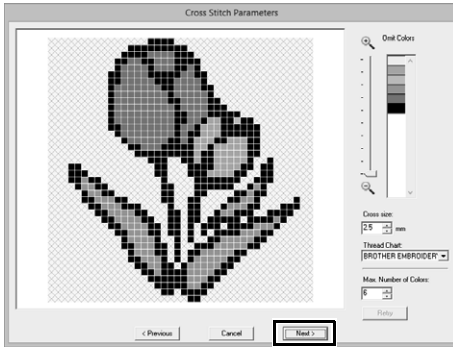 Cross Stitch Parameters
Omit Colors
Cross size:
2.5 mm
Thread Chart:
BROTHER EMBROIDERY
Max. Number of Colors:
6
Retry
< Previous
Cancel
Next >